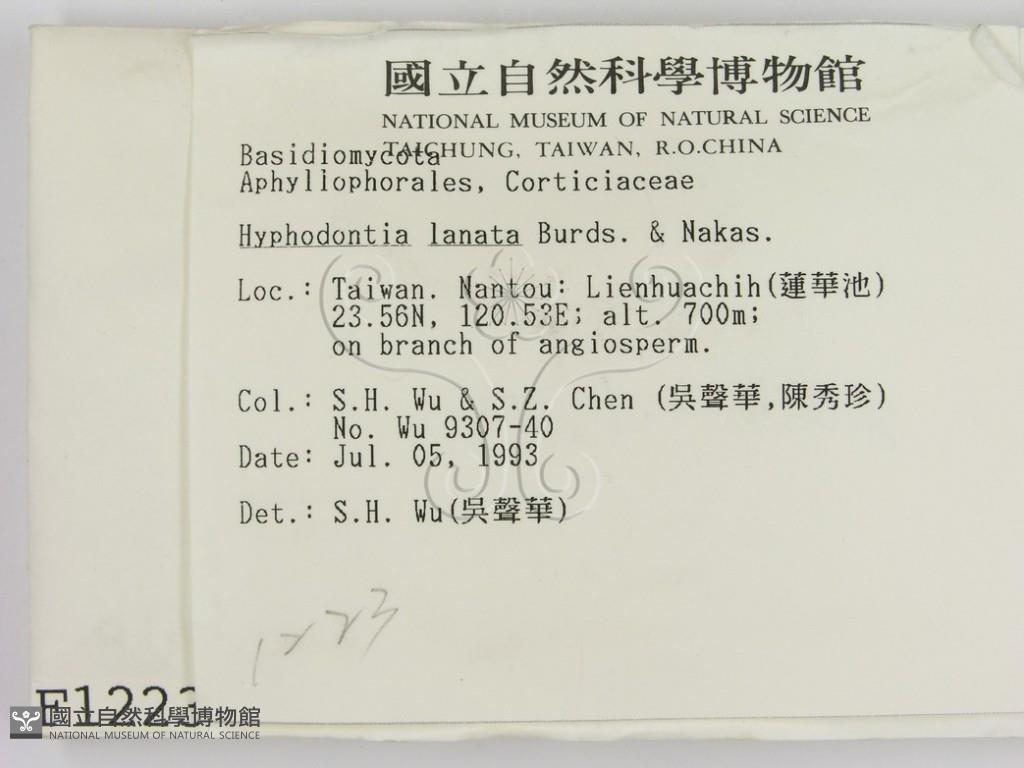 國立自然科學博物館
NATIONAL MUSEUM OF NATURAL SCIENCE
TAICHUNG, TAIWAN, R.O.CHINA
Basidiomycota
Aphyllophorales, Corticiaceae
Hyphodontia lanata Burds. & Nakas.
Loc.: Taiwan. Nantou: Lienhuachih(蓮華池)
23.56N, 120.53E; alt. 700m;
on branch of angiosperm.
Col.: S.H. Wu & S.Z. Chen (吳聲華,陳秀珍)
No. Wu 9307-40
Date: Jul. 05, 1993
Det.: S.H. Wu(吳聲華)
1223
F1223
國立自然科學博物館
NATIONAL MUSEUM OF NATURAL SCIENCE